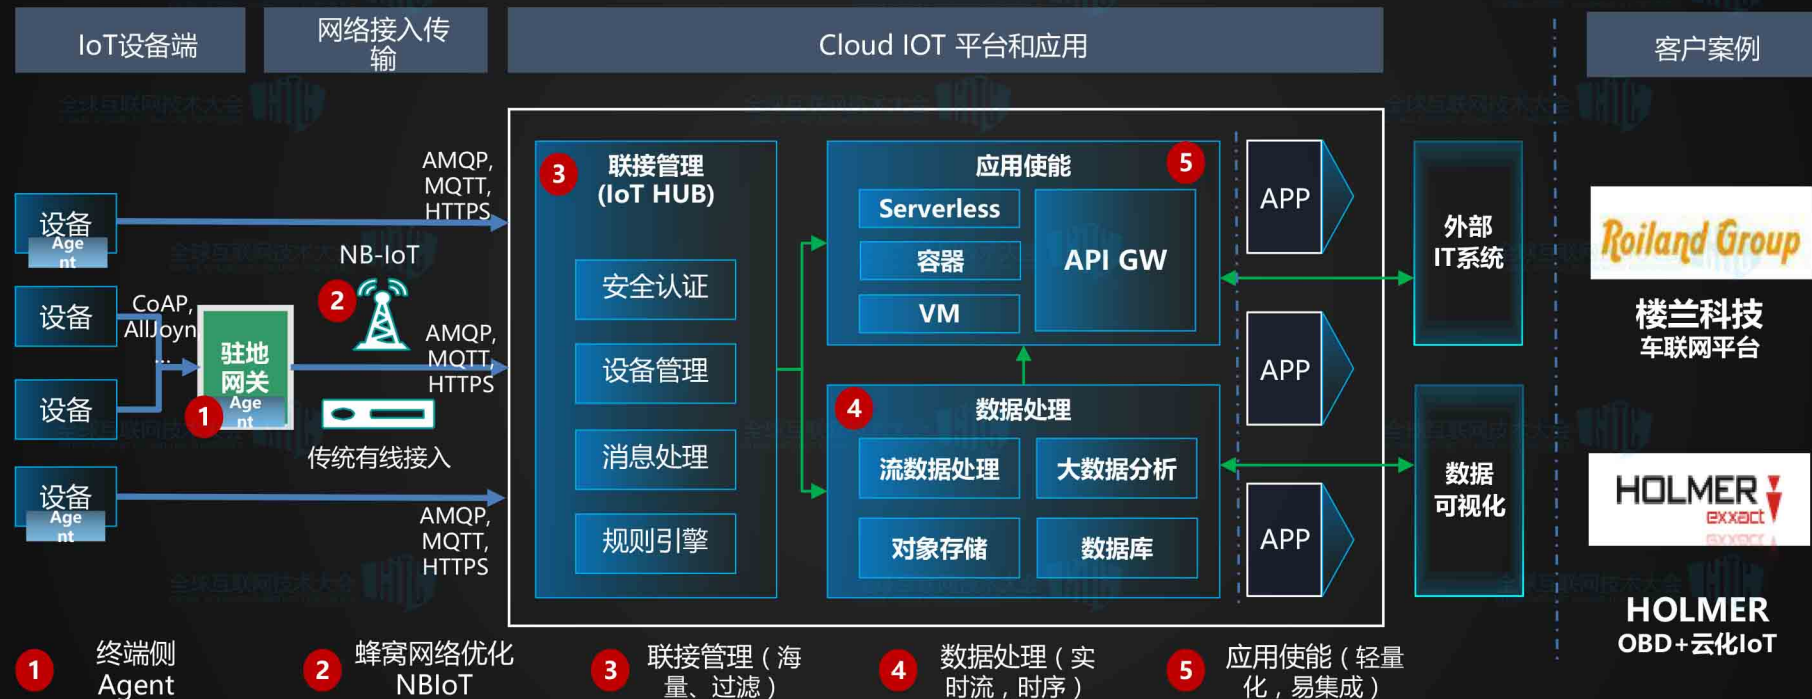 IoT设备端
网络接入传
输
Cloud IOT 平台和应用
客户案例
全球互联网技术大会
设备
Age
nt
设备
设备
设备
Age
nt
CoAP,
AllJoyn
...
驻地
网关
Age
nt
1
AMQP,
MQTT,
HTTPS
NB-IoT
2
AMQP,
MQTT,
HTTPS
传统有线接入
AMQP,
MQTT,
HTTPS
3
联接管理
(IoT HUB)
安全认证
设备管理
消息处理
规则引擎
应用使能
5
Serverless
容器
VM
API GW
4
数据处理
流数据处理
大数据分析
对象存储
数据库
APP
APP
APP
外部
IT系统
数据
可视化
Roiland Group
楼兰科技
车联网平台
HOLMER
exxact
HOLMER
OBD+云化IoT
1
终端侧
Agent
2
蜂窝网络优化
NBIoT
3
联接管理（海
量、过滤）
4
数据处理（实
时流，时序）
5
应用使能（轻量
化，易集成）